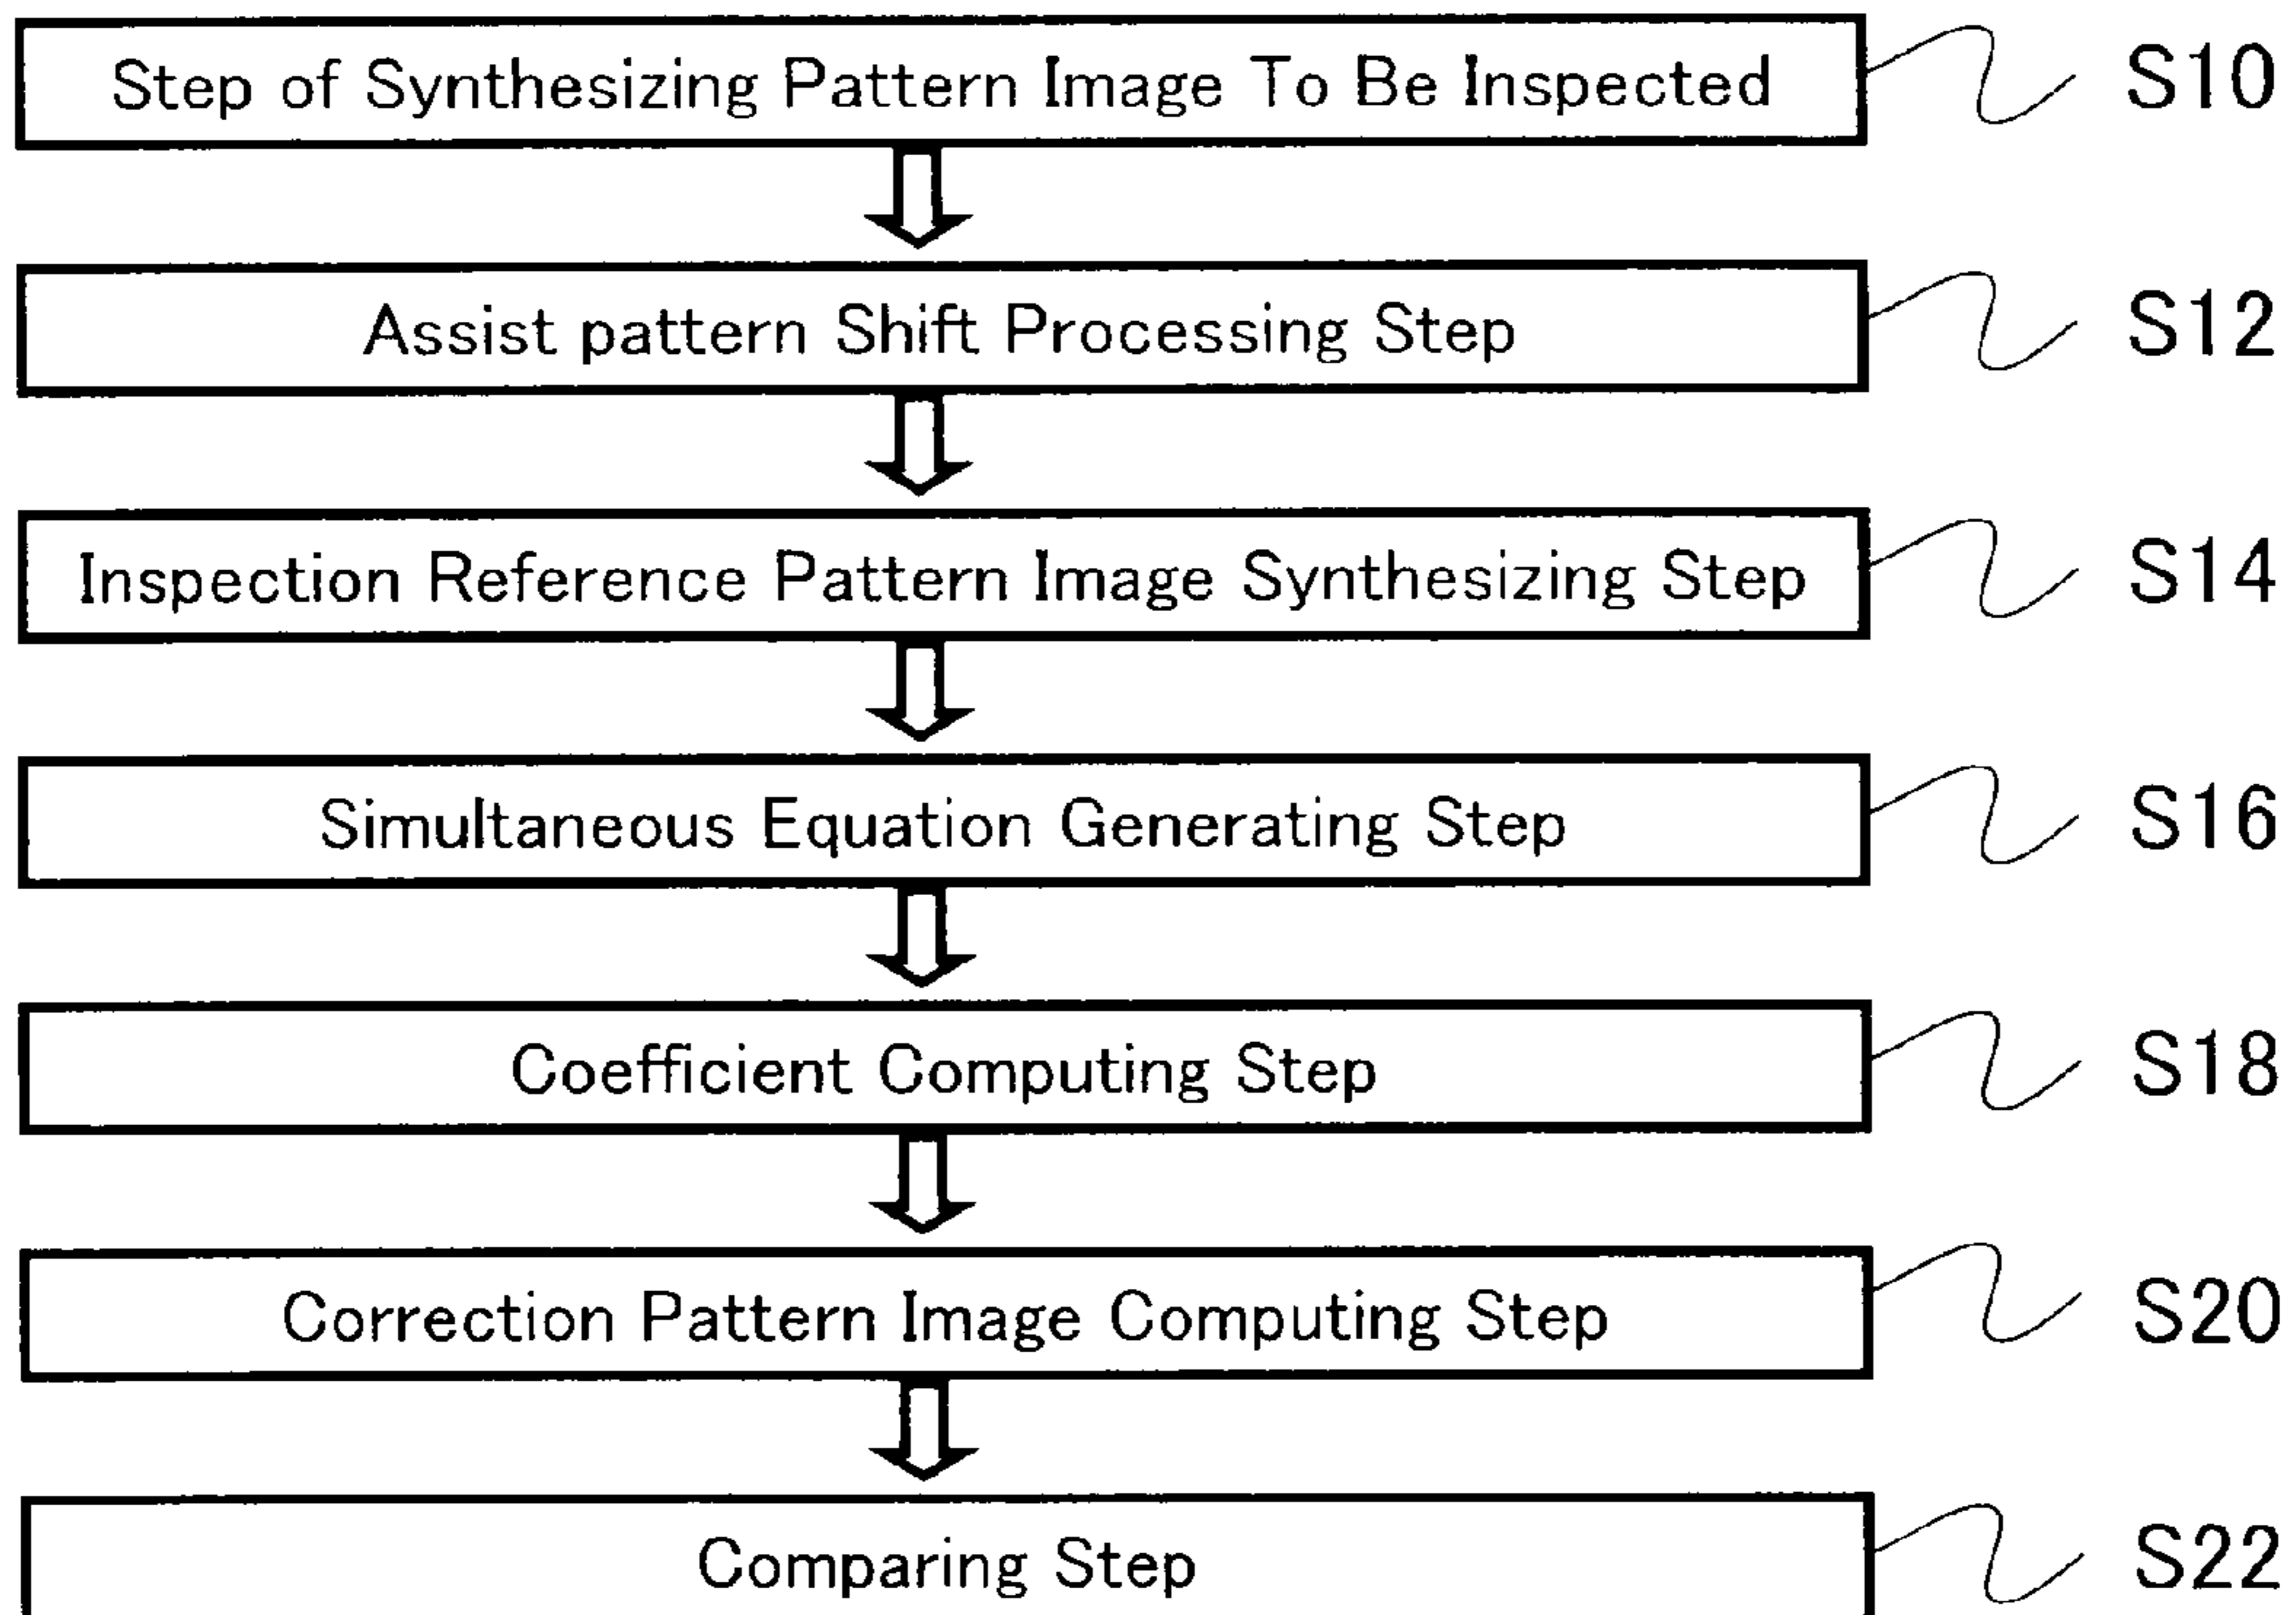 Step of Synthesizing Pattern Image To Be Inspected S10
Assist pattern Shift Processing Step S12
Inspection Reference Pattern Image Synthesizing Step S14
Simultaneous Equation Generating Step S16
Coefficient Computing Step S18
Correction Pattern Image Computing Step S20
Comparing Step S22